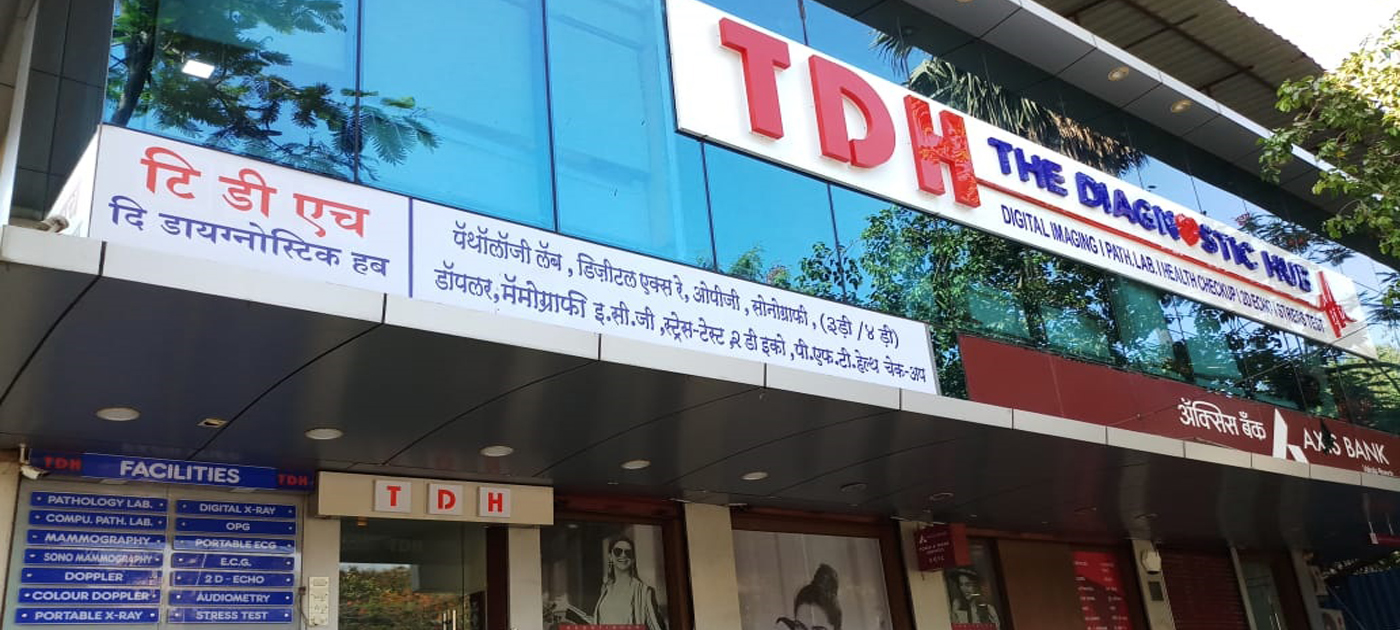 TDH
THE DIAGNOSTIC HUB
DIGITAL IMAGING | PATH.LAB. | HEALTH CHECKUP | 2D ECHO | STRESS TEST
टि डी एच
दि डायग्नोस्टिक हब
पॅथॉलॉजी लॅब , डिजीटल एक्स रे, ओपीजी , सोनोग्राफी , (३डी /४ डी)
डॉपलर, मॅमोग्राफी इ.सी.जी ,स्ट्रेस-टेस्ट २ डी इको ,पी.एफ.टी.हेल्थ चेक-अप
ॲक्सिस बँक
AXIS BANK
TDH FACILITIES TDH
PATHOLOGY LAB.
COMPU. PATH. LAB.
MAMMOGRAPHY
SONO MAMMOGRAPHY
DOPPLER
COLOUR DOPPLER
PORTABLE X-RAY
DIGITAL X-RAY
OPG
PORTABLE ECG
E.C.G.
2 D - ECHO
AUDIOMETRY
STRESS TEST
T D H